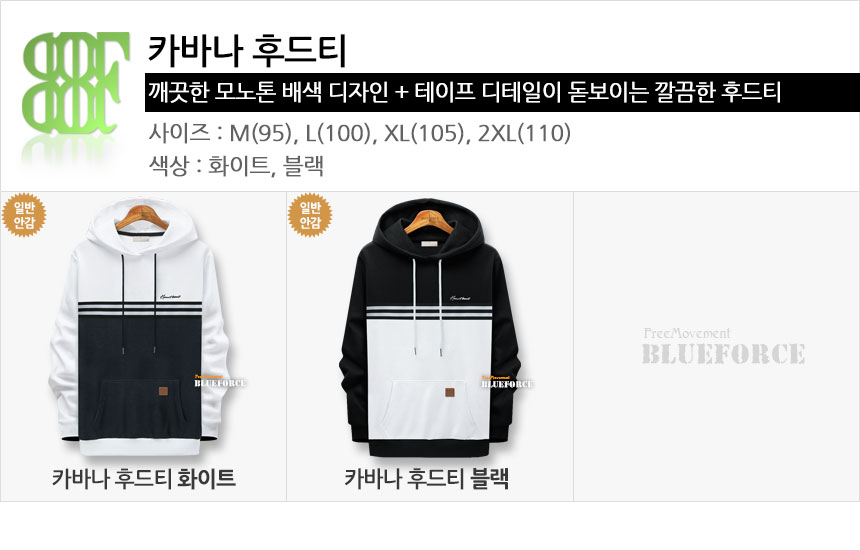 카바나 후드티
깨끗한 모노톤 배색 디자인 + 테이프 디테일이 돋보이는 깔끔한 후드티
사이즈 : M(95), L(100), XL(105), 2XL(110)
색상 : 화이트, 블랙
일반
안감
일반
안감
FreeMovement
BLUEFORCE
FreeMovement
BLUEFORCE
FreeMovement
BLUEFORCE
카바나 후드티 화이트
카바나 후드티 블랙